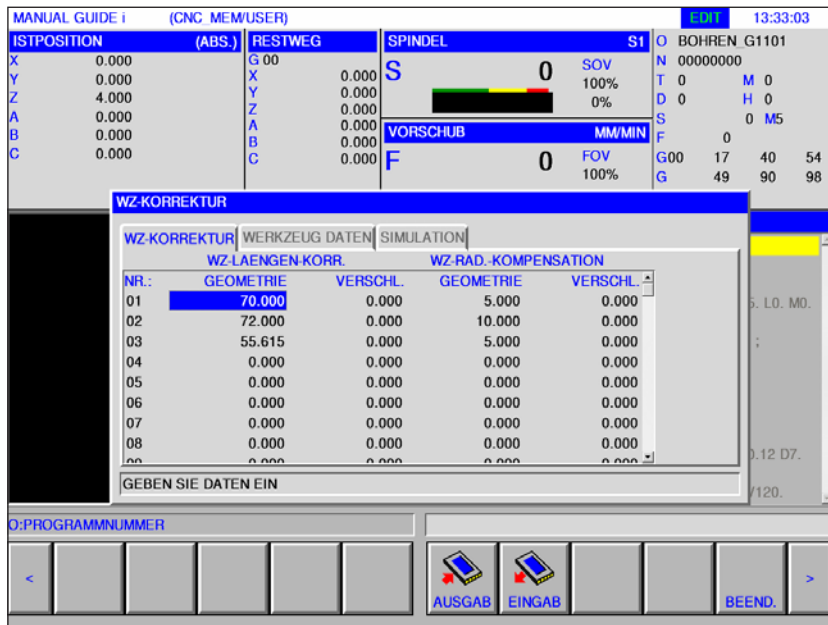 MANUAL GUIDE i (CNC_MEM/USER) EDIT 13:33:03
ISTPOSITION (ABS.)
X 0.000
Y 0.000
Z 4.000
A 0.000
B 0.000
C 0.000
RESTWEG
G 00
X 0.000
Y 0.000
Z 0.000
A 0.000
B 0.000
C 0.000
SPINDEL S1
S 0 SOV
100%
0%
VORSCHUB MM/MIN
F 0 FOV
100%
O BOHREN_G1101
N 00000000
T 0 M 0
D 0 H 0
S 0 M5
F 0
G00 17 40 54
G 49 90 98
WZ-KORREKTUR
WZ-KORREKTUR WERKZEUG DATEN SIMULATION
WZ-LAENGEN-KORR. WZ-RAD.-KOMPENSATION
NR.: GEOMETRIE VERSCHL. GEOMETRIE VERSCHL.
01 70.000 0.000 5.000 0.000
02 72.000 0.000 10.000 0.000
03 55.615 0.000 5.000 0.000
04 0.000 0.000 0.000 0.000
05 0.000 0.000 0.000 0.000
06 0.000 0.000 0.000 0.000
07 0.000 0.000 0.000 0.000
08 0.000 0.000 0.000 0.000
GEBEN SIE DATEN EIN
L0. M0.
;
0.12 D7.
/120.
O:PROGRAMMNUMMER
< AUSGAB EINGAB BEEND. >